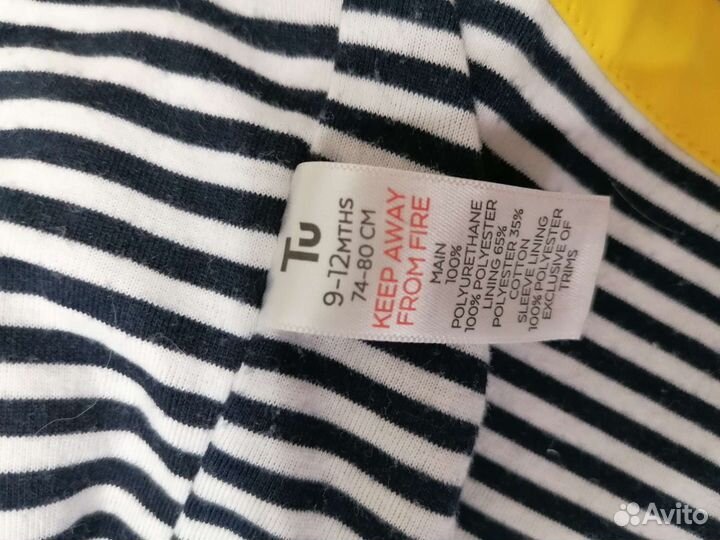 Tu
9-12MTHS
74-80 CM
KEEP AWAY
FROM FIRE
MAIN
100%
POLYURETHANE
100% POLYESTER
LINING 65%
POLYESTER 35%
COTTON
SLEEVE LINING
100% POLYESTER
EXCLUSIVE OF
TRIMS
Avito